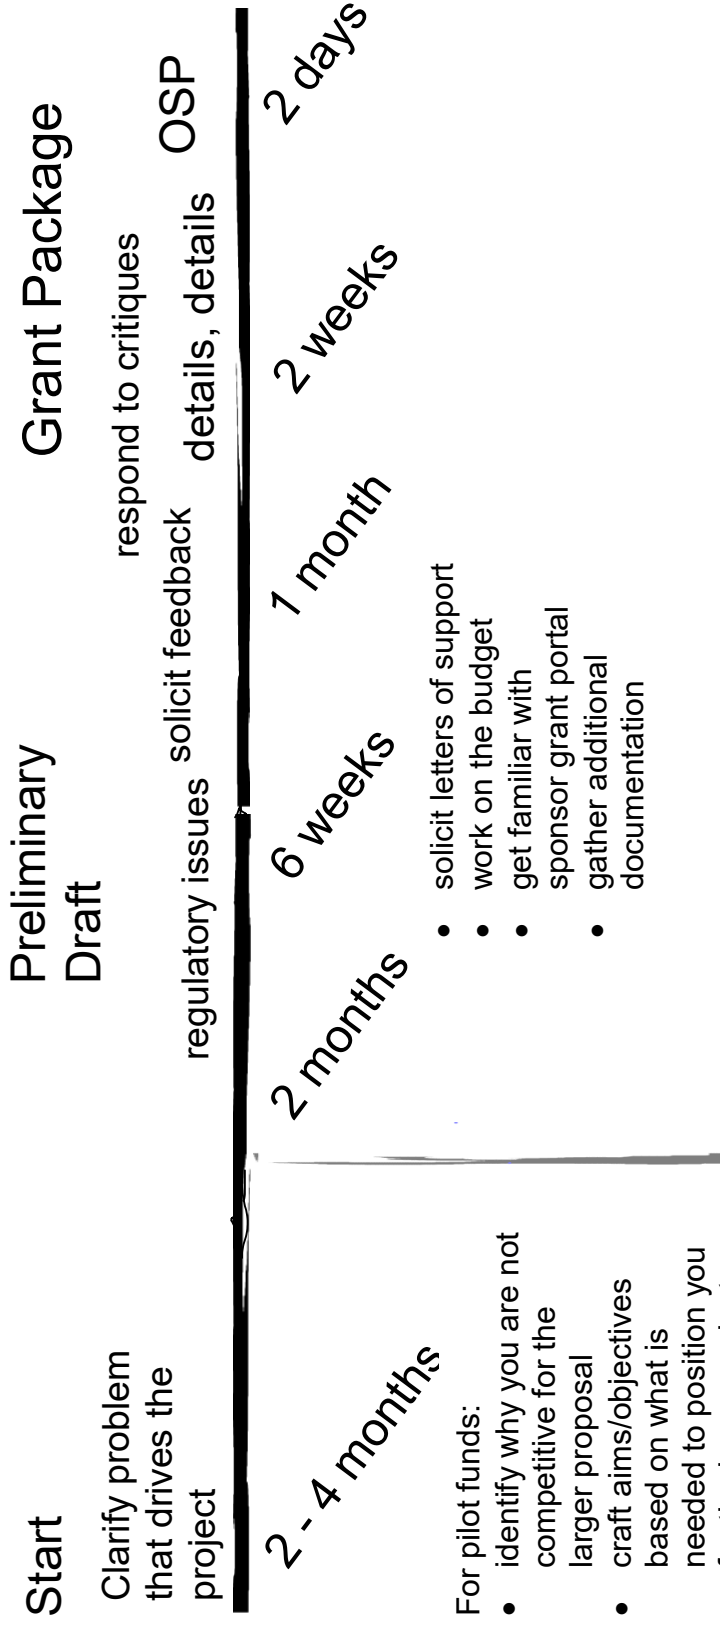 Start
Preliminary
Draft
Grant Package
Clarify problem
that drives the
project
regulatory issues
solicit feedback
respond to critiques
details, details
OSP
2 - 4 months
2 months
6 weeks
1 month
2 weeks
2 days
For pilot funds:
• identify why you are not
competitive for the
larger proposal
• craft aims/objectives
based on what is
needed to position you
• solicit letters of support
• work on the budget
• get familiar with
sponsor grant portal
• gather additional
documentation